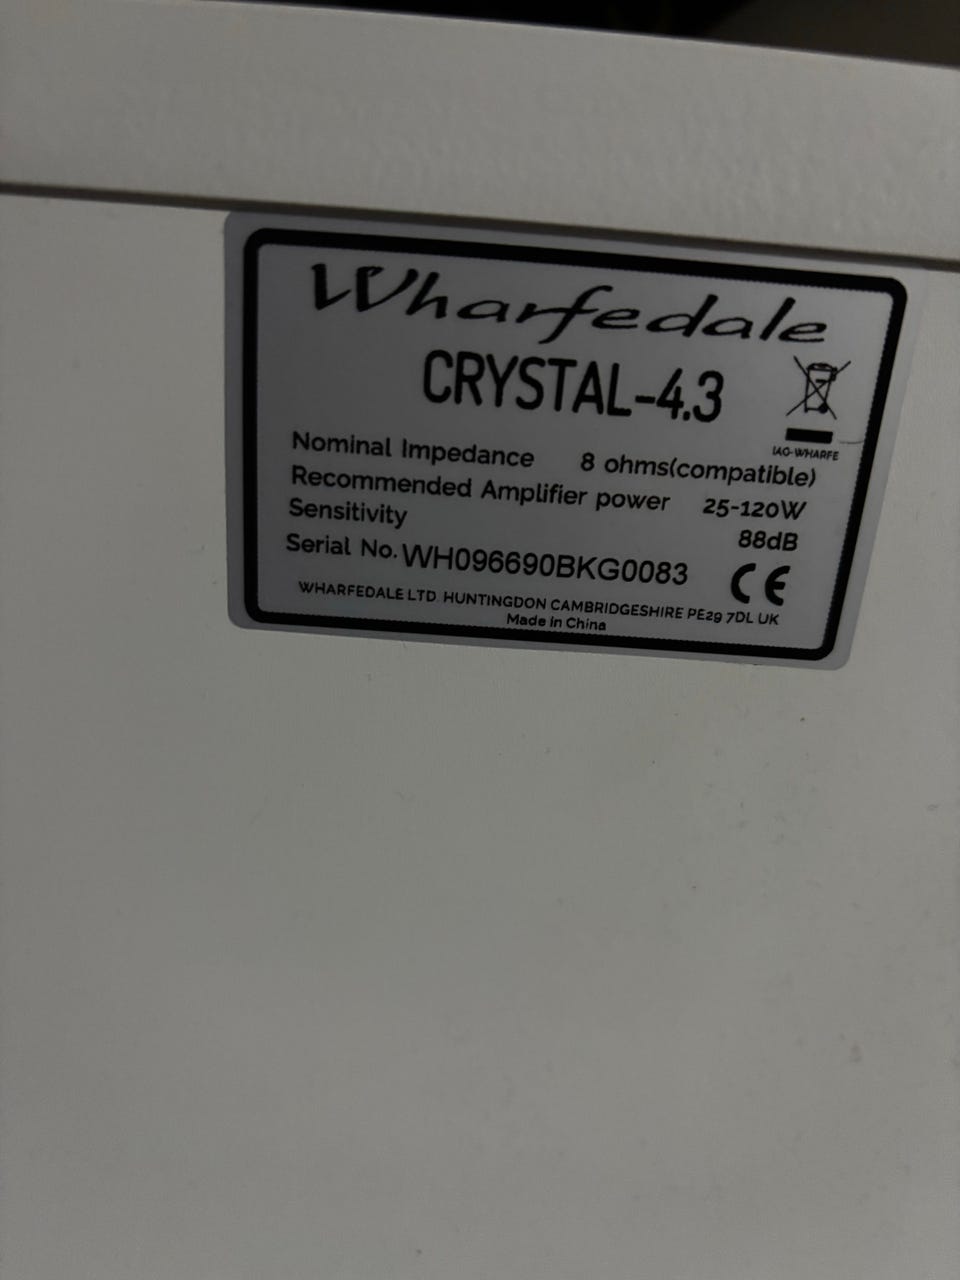 Wharfedale
CRYSTAL-4.3
IAG-WHARFE
Nominal Impedance 8 ohms(compatible)
Recommended Amplifier power 25-120W
Sensitivity 88dB
Serial No. WH096690BKG0083
CE
WHARFEDALE LTD. HUNTINGDON CAMBRIDGESHIRE PE29 7DL UK
Made in China